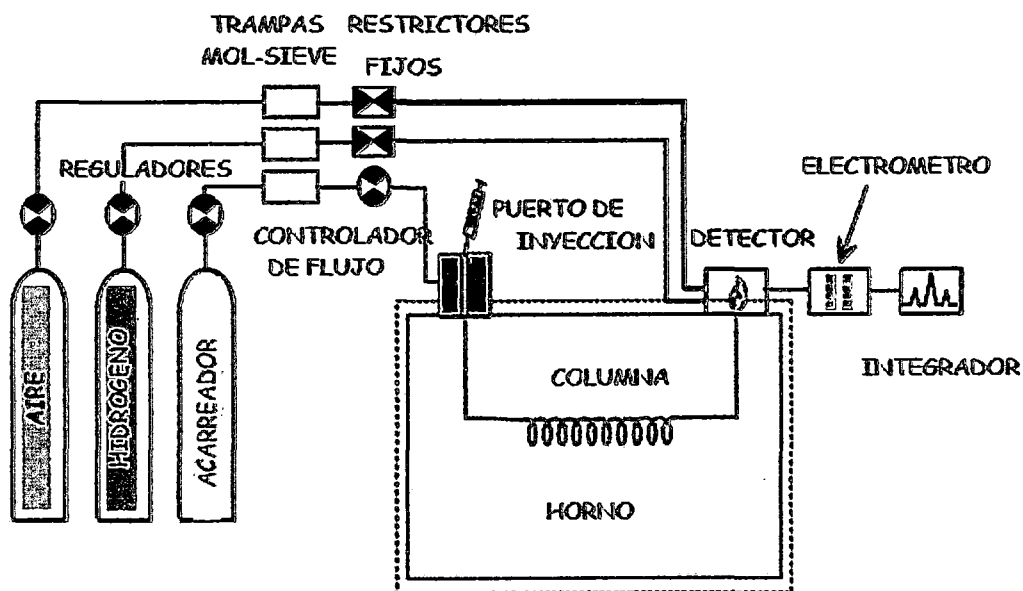 TRAMPAS RESTRICTORES
MOL-SIEVE FIJOS
REGULADORES
ELECTROMETRO
PUERTO DE
INYECCION
DETECTOR
CONTROLADOR
DE FLUJO
INTEGRADOR
COLUMNA
HORNO
AIRE
HIDROGENO
ACARREADOR